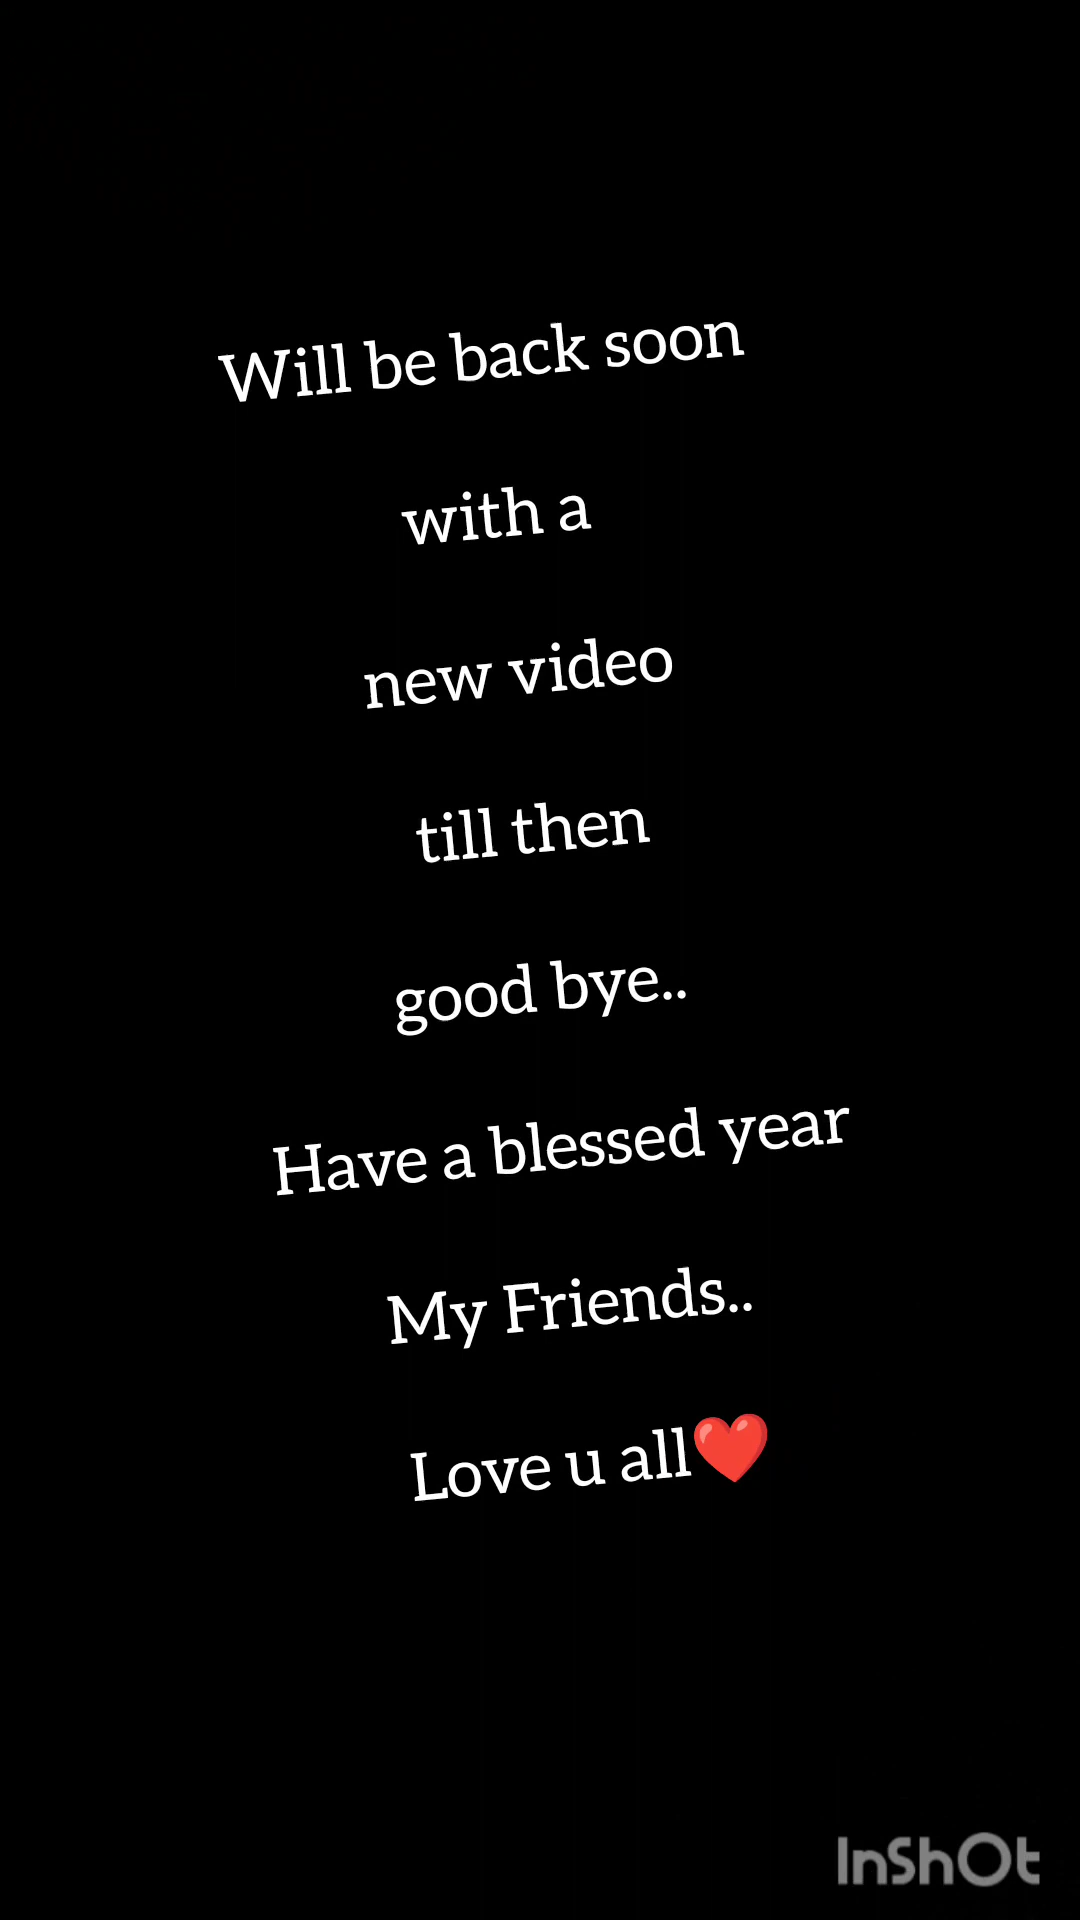 Will be back soon
with a
new video
till then
good bye..
Have a blessed year
My Friends..
Love u all❤️
InShOt